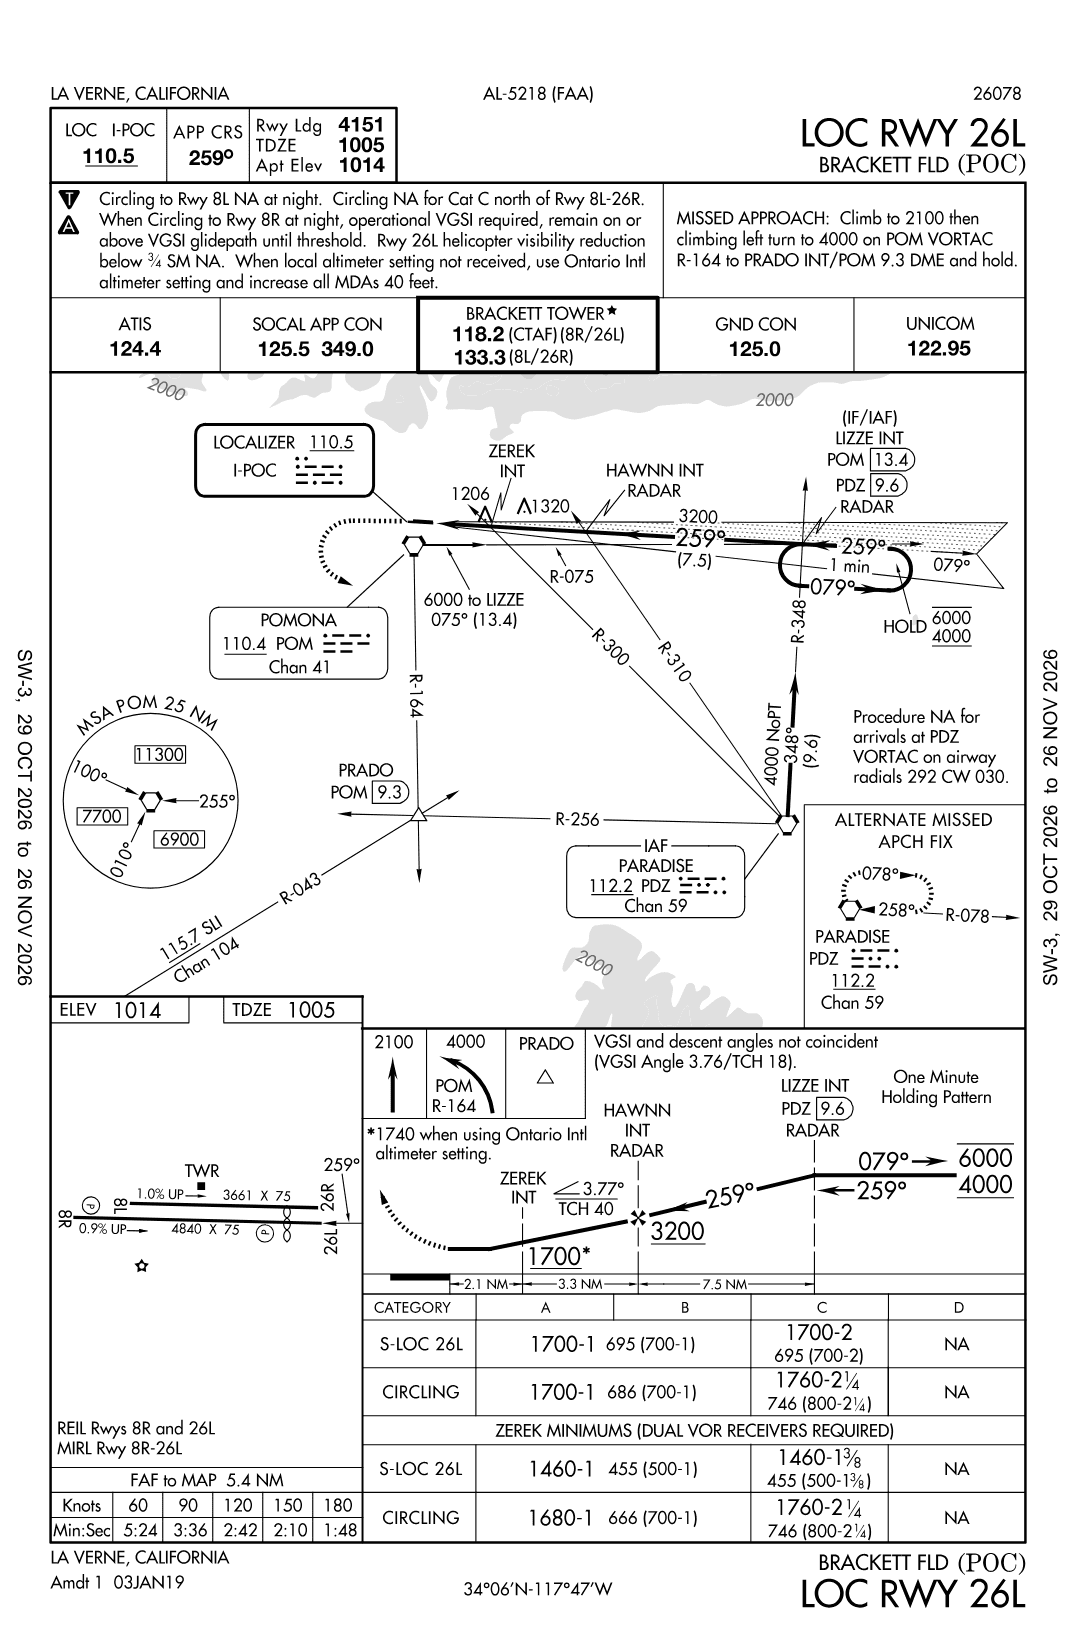 LA VERNE, CALIFORNIA
AL-5218 (FAA)
26078
LOC I-POC
110.5
APP CRS
259°
Rwy Ldg 4151
TDZE 1005
Apt Elev 1014
LOC RWY 26L
BRACKETT FLD (POC)
T
A
Circling to Rwy 8L NA at night. Circling NA for Cat C north of Rwy 8L-26R.
When Circling to Rwy 8R at night, operational VGSI required, remain on or
above VGSI glidepath until threshold. Rwy 26L helicopter visibility reduction
below ¾ SM NA. When local altimeter setting not received, use Ontario Intl
altimeter setting and increase all MDAs 40 feet.
MISSED APPROACH: Climb to 2100 then
climbing left turn to 4000 on POM VORTAC
R-164 to PRADO INT/POM 9.3 DME and hold.
ATIS
124.4
SOCAL APP CON
125.5 349.0
BRACKETT TOWER★
118.2 (CTAF) (8R/26L)
133.3 (8L/26R)
GND CON
125.0
UNICOM
122.95
2000
2000
LOCALIZER 110.5
I-POC
ZEREK
INT
1206
1320
HAWNN INT
RADAR
(IF/IAF)
LIZZE INT
POM 13.4
PDZ 9.6
RADAR
3200
259°
(7.5)
259°
1 min
079°
079°
HOLD 6000
4000
R-075
6000 to LIZZE
075° (13.4)
POMONA
110.4 POM
Chan 41
R-164
R-300
R-310
R-348
4000 NoPT
348°
(9.6)
Procedure NA for
arrivals at PDZ
VORTAC on airway
radials 292 CW 030.
MSA POM 25 NM
11300
100°
255°
7700
6900
010°
PRADO
POM 9.3
R-256
R-043
115.7 SLI
Chan 104
IAF
PARADISE
112.2 PDZ
Chan 59
2000
ALTERNATE MISSED
APCH FIX
078°
258°
R-078
PARADISE
PDZ
112.2
Chan 59
SW-3, 29 OCT 2026 to 26 NOV 2026
SW-3, 29 OCT 2026 to 26 NOV 2026
ELEV 1014
TDZE 1005
TWR
259°
1.0% UP
3661 X 75
8L
26R
P
8R
0.9% UP
4840 X 75
P
26L
REIL Rwys 8R and 26L
MIRL Rwy 8R-26L
FAF to MAP 5.4 NM
Knots 60 90 120 150 180
Min:Sec 5:24 3:36 2:42 2:10 1:48
2100
4000
POM
R-164
PRADO
VGSI and descent angles not coincident
(VGSI Angle 3.76/TCH 18).
*1740 when using Ontario Intl
altimeter setting.
ZEREK
INT
3.77°
TCH 40
HAWNN
INT
RADAR
LIZZE INT
PDZ 9.6
RADAR
One Minute
Holding Pattern
079°
6000
259°
4000
259°
3200
1700*
2.1 NM
3.3 NM
7.5 NM
CATEGORY A B C D
S-LOC 26L 1700-1 695 (700-1) 1700-2 695 (700-2) NA
CIRCLING 1700-1 686 (700-1) 1760-2¼ 746 (800-2¼) NA
ZEREK MINIMUMS (DUAL VOR RECEIVERS REQUIRED)
S-LOC 26L 1460-1 455 (500-1) 1460-1⅜ 455 (500-1⅜) NA
CIRCLING 1680-1 666 (700-1) 1760-2¼ 746 (800-2¼) NA
LA VERNE, CALIFORNIA
Amdt 1 03JAN19
34°06'N-117°47'W
BRACKETT FLD (POC)
LOC RWY 26L